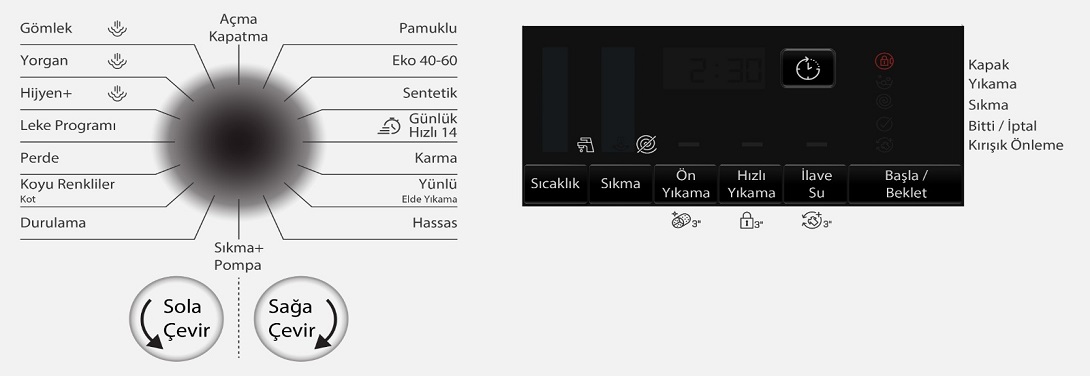 Açma
Kapatma
Gömlek
Yorgan
Hijyen+
Leke Programı
Perde
Koyu Renkliler
Kot
Durulama
Pamuklu
Eko 40-60
Sentetik
Günlük
Hızlı 14
Karma
Yünlü
Elde Yıkama
Hassas
Sıkma+
Pompa
Sola
Çevir
Sağa
Çevir
2:30
Kapak
Yıkama
Sıkma
Bitti / İptal
Kırışık Önleme
Sıcaklık
Sıkma
Ön
Yıkama
Hızlı
Yıkama
İlave
Su
Başla /
Beklet
3"
3"
3"